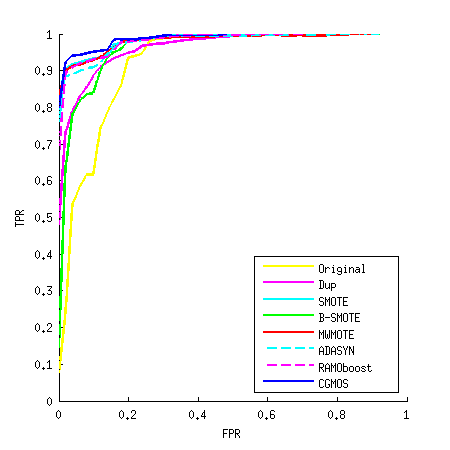 1
0.9
0.8
0.7
0.6
0.5
0.4
0.3
0.2
0.1
0
TPR
Original
Dup
SMOTE
B-SMOTE
MWMOTE
ADASYN
RAMOboost
CGMOS
0 0.2 0.4 0.6 0.8 1
FPR